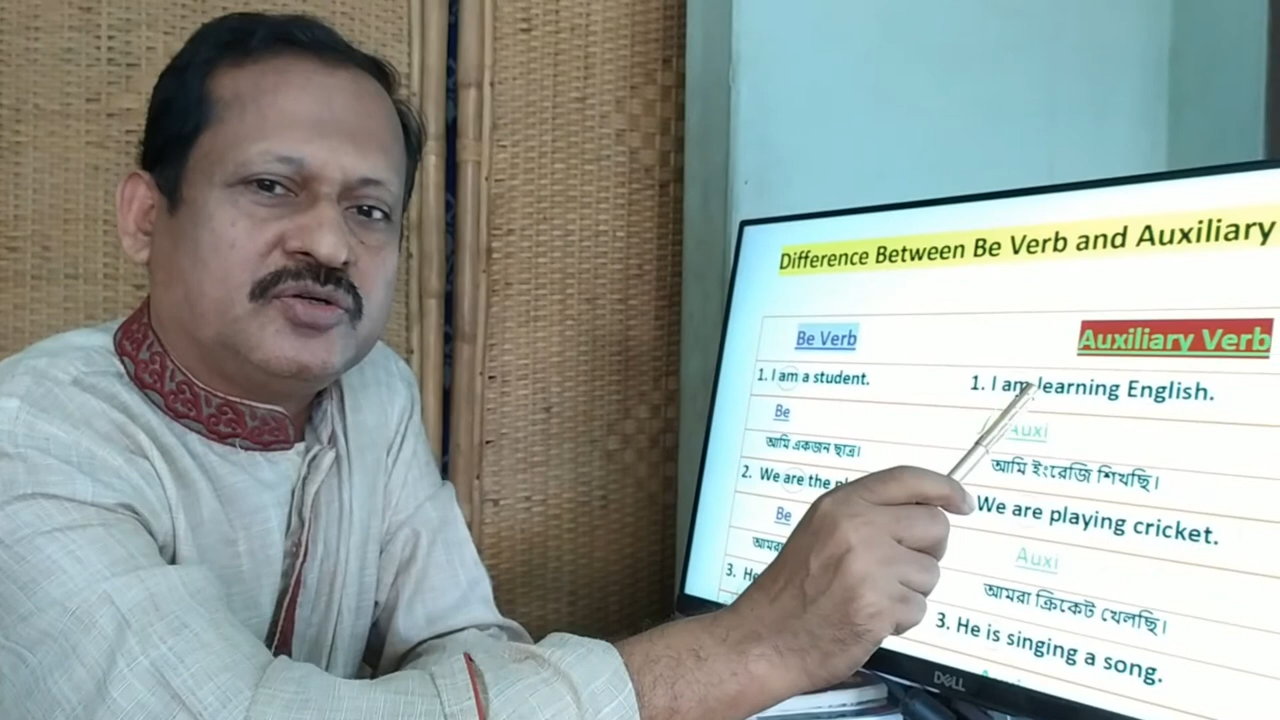 Difference Between Be Verb and Auxiliary
Be Verb
Auxiliary Verb
1. I am a student.
1. I am learning English.
Be
Auxi
আমি একজন ছাত্র।
আমি ইংরেজি শিখছি।
2. We are the
We are playing cricket.
Be
Auxi
আমরা ক্রিকেট খেলছি।
3.
3. He is singing a song.
DELL